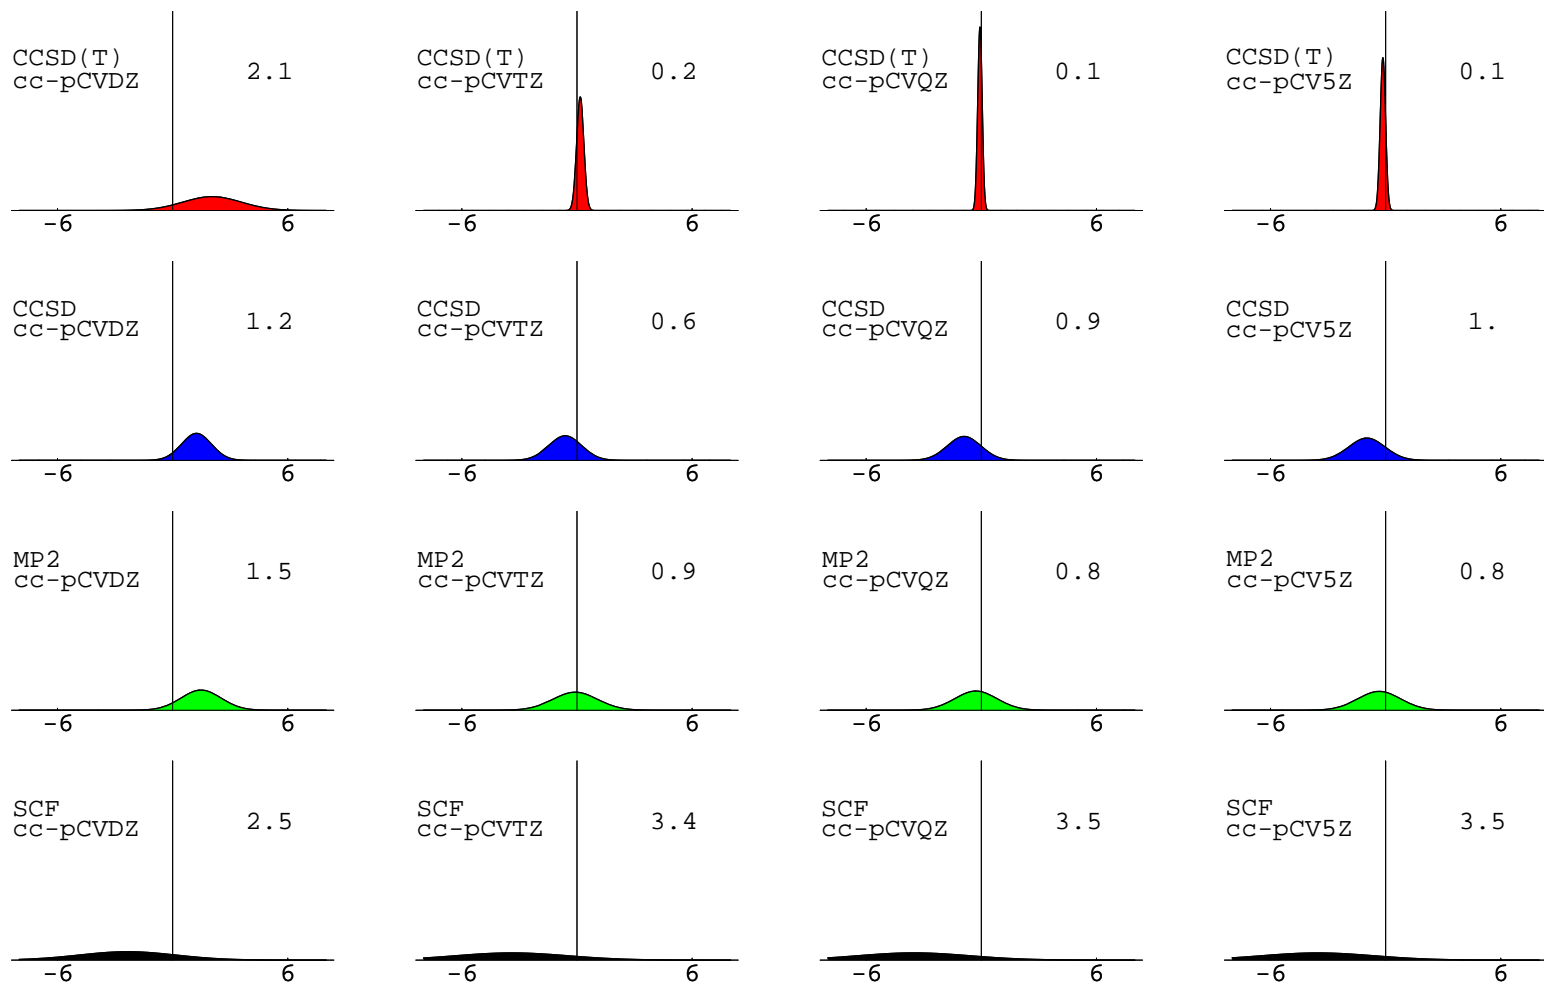 CCSD(T)
cc-pCVDZ
2.1
-6
6
CCSD(T)
cc-pCVTZ
0.2
-6
6
CCSD(T)
cc-pCVQZ
0.1
-6
6
CCSD(T)
cc-pCV5Z
0.1
-6
6
CCSD
cc-pCVDZ
1.2
-6
6
CCSD
cc-pCVTZ
0.6
-6
6
CCSD
cc-pCVQZ
0.9
-6
6
CCSD
cc-pCV5Z
1.
-6
6
MP2
cc-pCVDZ
1.5
-6
6
MP2
cc-pCVTZ
0.9
-6
6
MP2
cc-pCVQZ
0.8
-6
6
MP2
cc-pCV5Z
0.8
-6
6
SCF
cc-pCVDZ
2.5
-6
6
SCF
cc-pCVTZ
3.4
-6
6
SCF
cc-pCVQZ
3.5
-6
6
SCF
cc-pCV5Z
3.5
-6
6